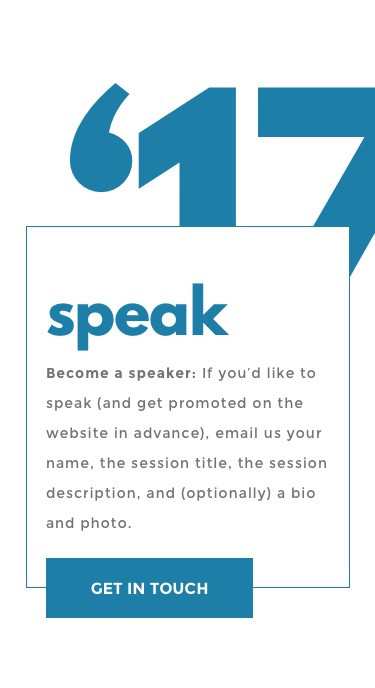 ‘17
speak
Become a speaker: If you’d like to
speak (and get promoted on the
website in advance), email us your
name, the session title, the session
description, and (optionally) a bio
and photo.
GET IN TOUCH